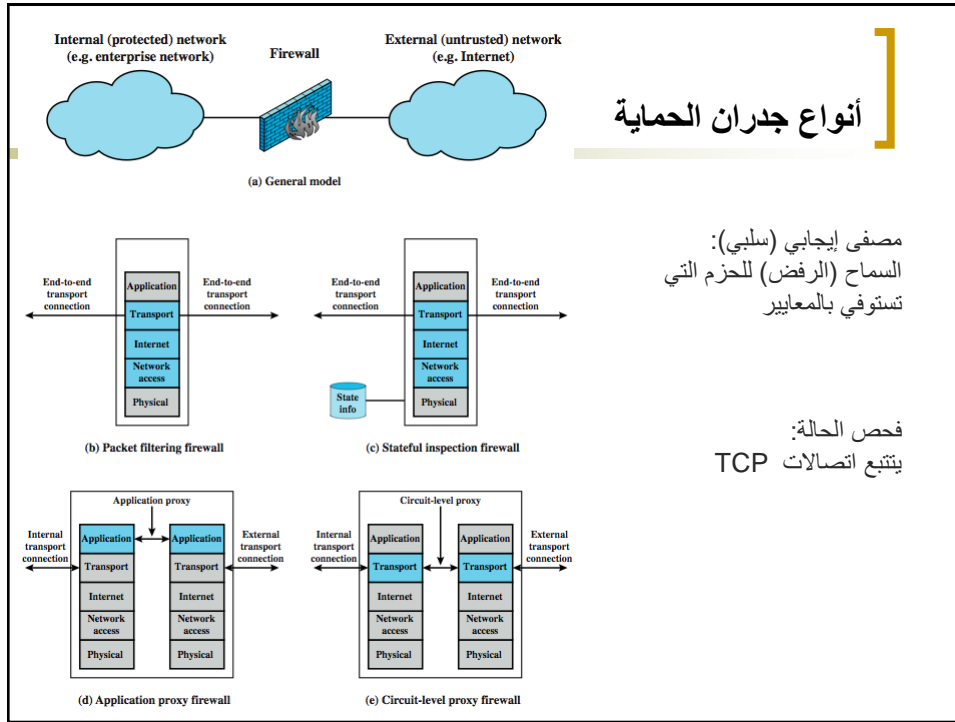 Internal (protected) network
(e.g. enterprise network)
Firewall
External (untrusted) network
(e.g. Internet)
(a) General model
أنواع جدران الحماية
مصفى إيجابي (سلبي):
السماح (الرفض) للحزم التي
تستوفي بالمعايير
فحص الحالة:
يتتبع اتصالات TCP
End-to-end
transport
connection
Application
Transport
Internet
Network
access
Physical
End-to-end
transport
connection
(b) Packet filtering firewall
End-to-end
transport
connection
Application
Transport
Internet
Network
access
Physical
End-to-end
transport
connection
State
info
(c) Stateful inspection firewall
Application proxy
Internal
transport
connection
Application
Transport
Internet
Network
access
Physical
Application
Transport
Internet
Network
access
Physical
External
transport
connection
(d) Application proxy firewall
Circuit-level proxy
Internal
transport
connection
Application
Transport
Internet
Network
access
Physical
Application
Transport
Internet
Network
access
Physical
External
transport
connection
(e) Circuit-level proxy firewall